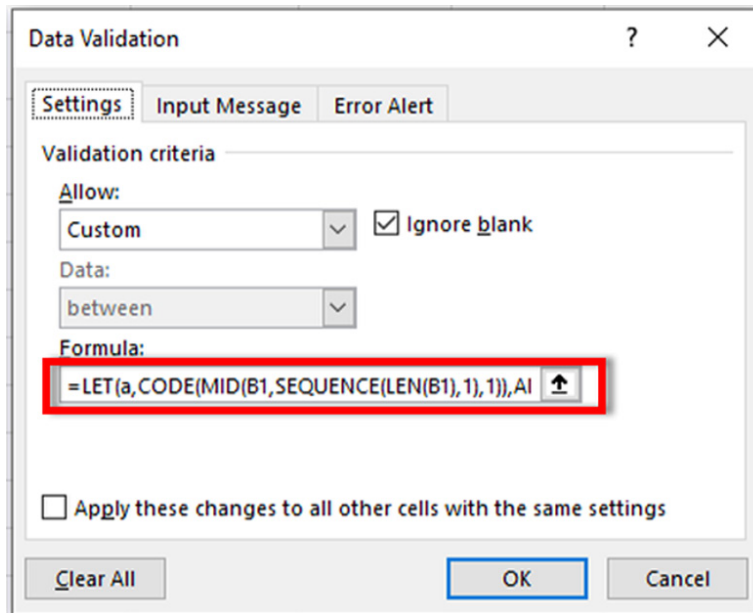 Data Validation ? ×
Settings Input Message Error Alert
Validation criteria
Allow:
Custom Ignore blank
Data:
between
Formula:
=LET(a,CODE(MID(B1,SEQUENCE(LEN(B1),1),1)),AI
Apply these changes to all other cells with the same settings
Clear All OK Cancel